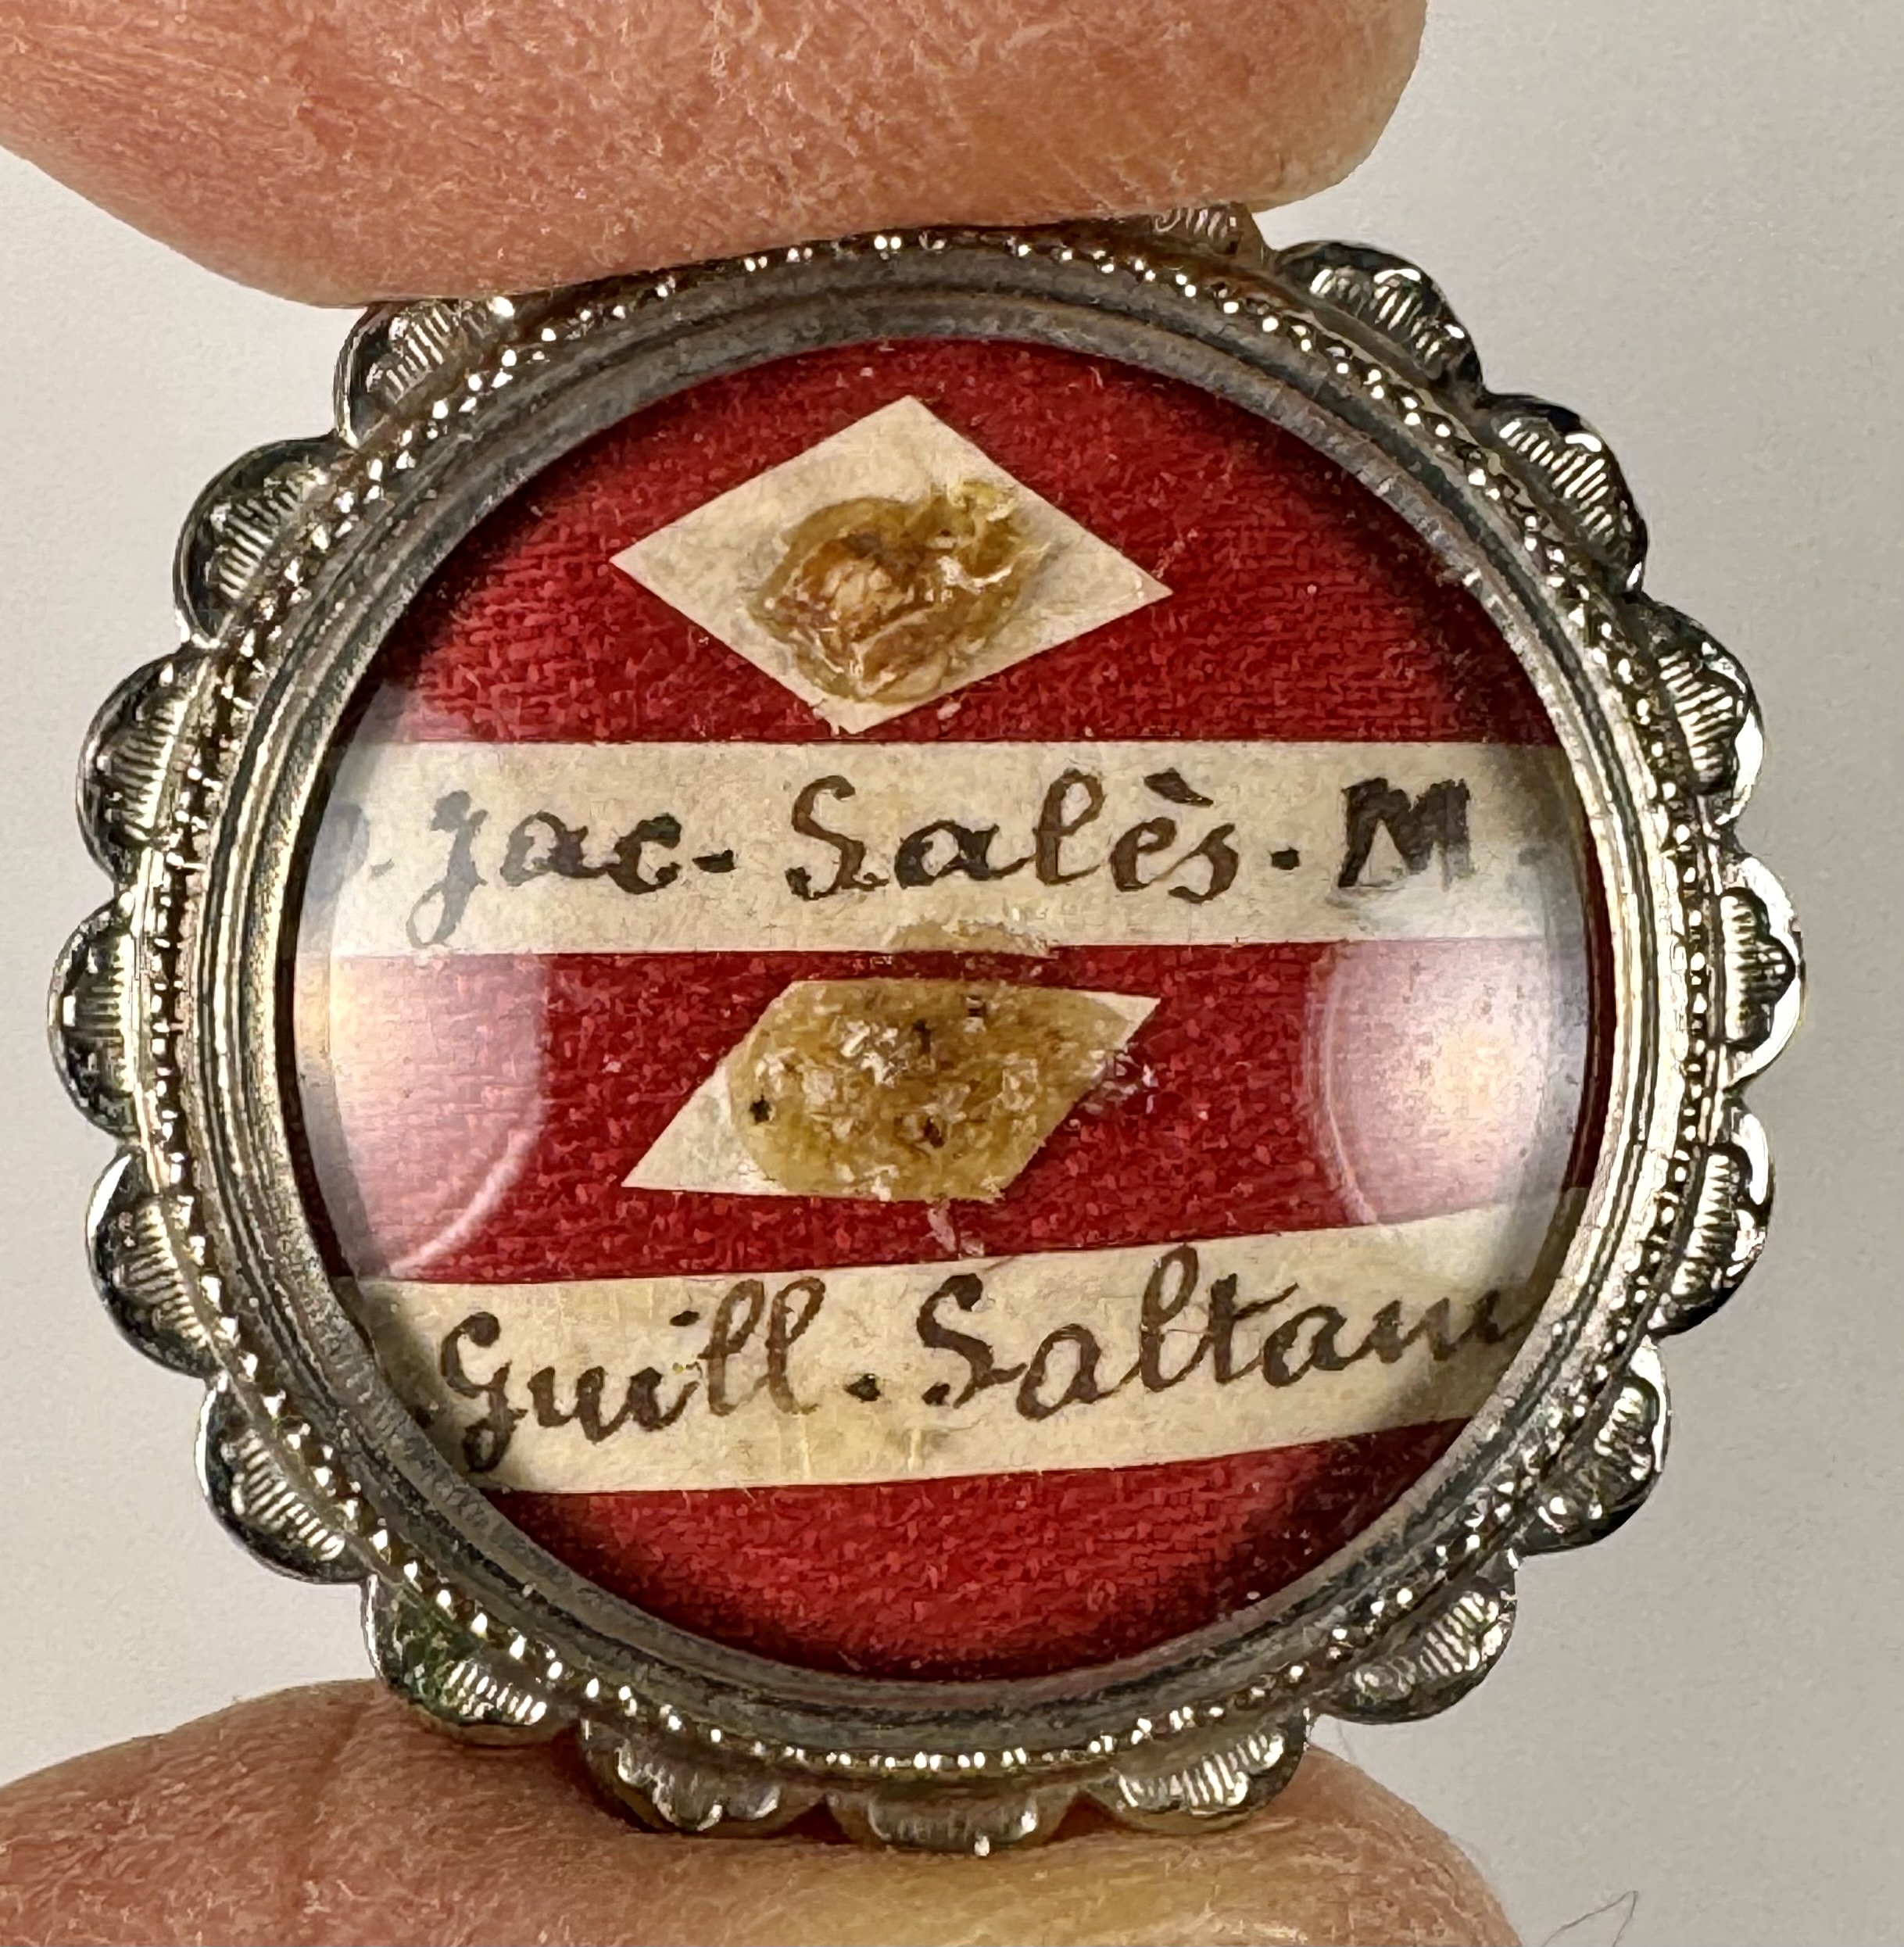 jac. Salès. M
Guill. Saltam